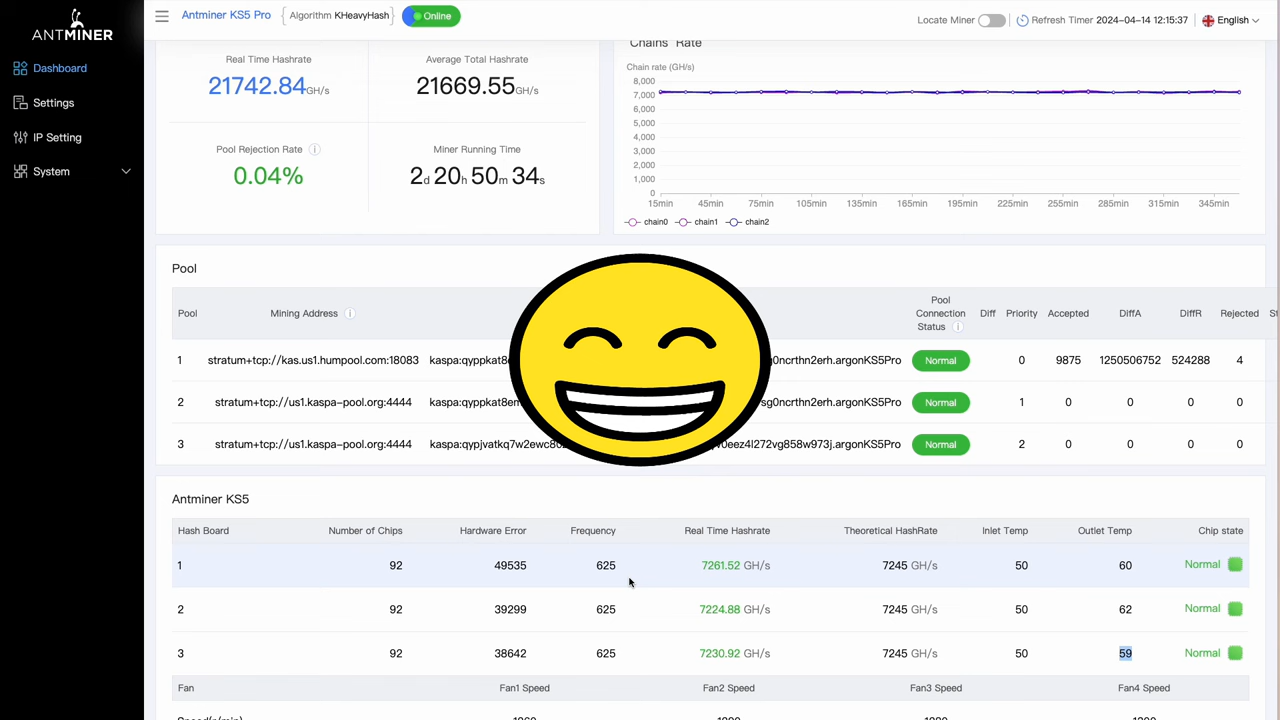 ANTMINER
Dashboard
Settings
IP Setting
System
Antminer KS5 Pro
Algorithm KHeavyHash
Online
Locate Miner
Refresh Timer 2024-04-14 12:15:37
English
Real Time Hashrate
21742.84GH/s
Average Total Hashrate
21669.55GH/s
Pool Rejection Rate
0.04%
Miner Running Time
2d 20h 50m 34s
Chains' Rate
Chain rate (GH/s)
8,000
7,000
6,000
5,000
4,000
3,000
2,000
1,000
0
15min 45min 75min 105min 135min 165min 195min 225min 255min 285min 315min 345min
chain0 chain1 chain2
Pool
Pool Mining Address Pool Connection Status Diff Priority Accepted DiffA DiffR Rejected
1 stratum+tcp://kas.us1.humpool.com:18083 Normal 0 9875 1250506752 524288 4
2 stratum+tcp://us1.kaspa-pool.org:4444 Normal 1 0 0 0 0
3 stratum+tcp://us1.kaspa-pool.org:4444 Normal 2 0 0 0 0
Antminer KS5
Hash Board Number of Chips Hardware Error Frequency Real Time Hashrate Theoretical HashRate Inlet Temp Outlet Temp Chip state
1 92 49535 625 7261.52 GH/s 7245 GH/s 50 60 Normal
2 92 39299 625 7224.88 GH/s 7245 GH/s 50 62 Normal
3 92 38642 625 7230.92 GH/s 7245 GH/s 50 59 Normal
Fan Fan1 Speed Fan2 Speed Fan3 Speed Fan4 Speed